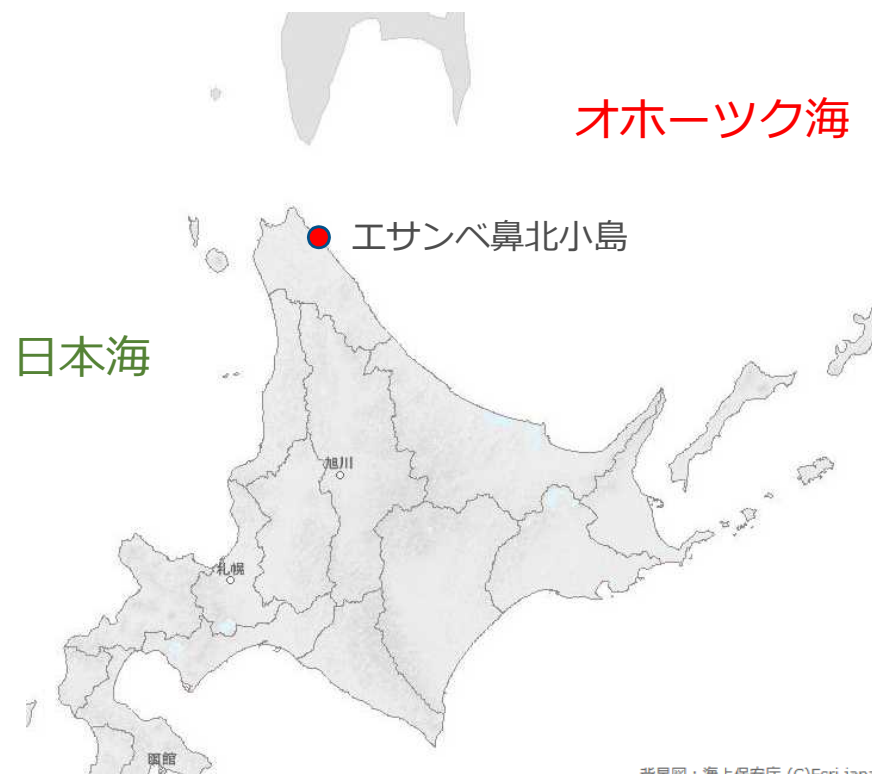 オホーツク海
エサンベ鼻北小島
日本海
旭川
札幌
函館